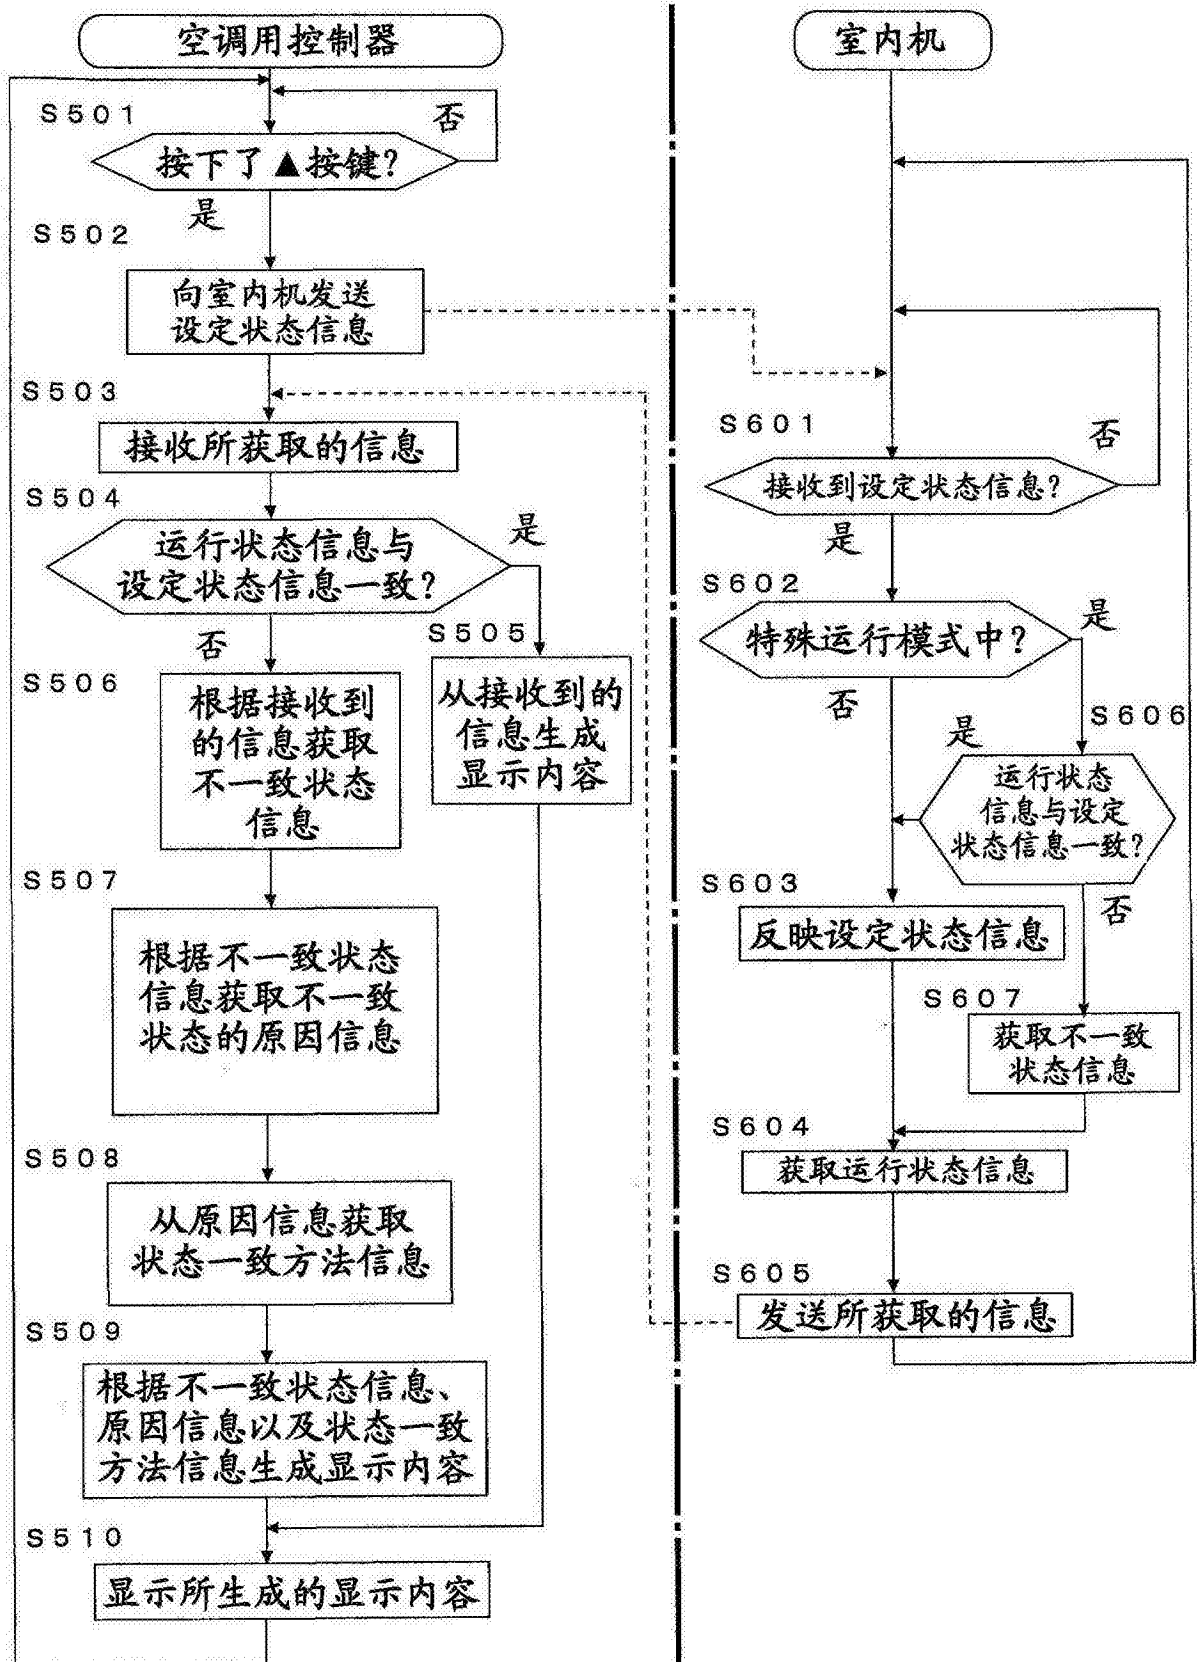 空调用控制器
S501
否
按下了▲按键?
是
S502
向室内机发送
设定状态信息
S503
接收所获取的信息
S504
运行状态信息与
设定状态信息一致?
是
否
S505
从接收到的
信息生成
显示内容
S506
根据接收到
的信息获取
不一致状态
信息
S507
根据不一致状态
信息获取不一致
状态的原因信息
S508
从原因信息获取
状态一致方法信息
S509
根据不一致状态信息、
原因信息以及状态一致
方法信息生成显示内容
S510
显示所生成的显示内容
室内机
S601
否
接收到设定状态信息?
是
S602
特殊运行模式中?
是
否
S606
是
运行状态
信息与设定
状态信息一致?
否
S603
反映设定状态信息
S607
获取不一致
状态信息
S604
获取运行状态信息
S605
发送所获取的信息